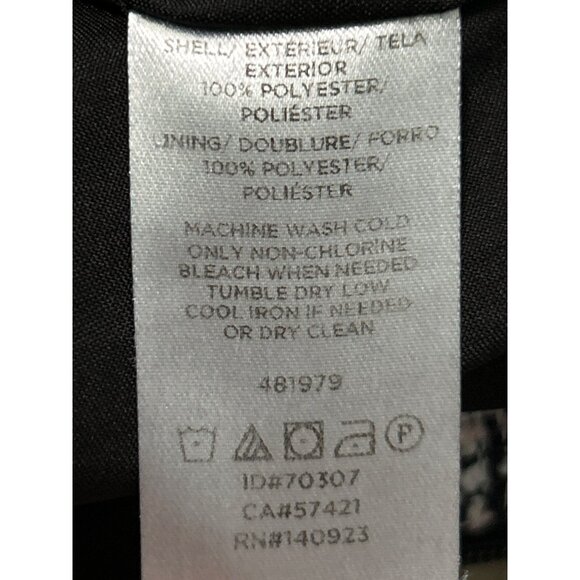 SHELL/ EXTÉRIEUR/ TELA
EXTERIOR
100% POLYESTER/
POLIÉSTER
LINING/ DOUBLURE/ FORRO
100% POLYESTER/
POLIÉSTER
MACHINE WASH COLD
ONLY NON-CHLORINE
BLEACH WHEN NEEDED
TUMBLE DRY LOW
COOL IRON IF NEEDED
OR DRY CLEAN
481979
P
ID#70307
CA#57421
RN#140923